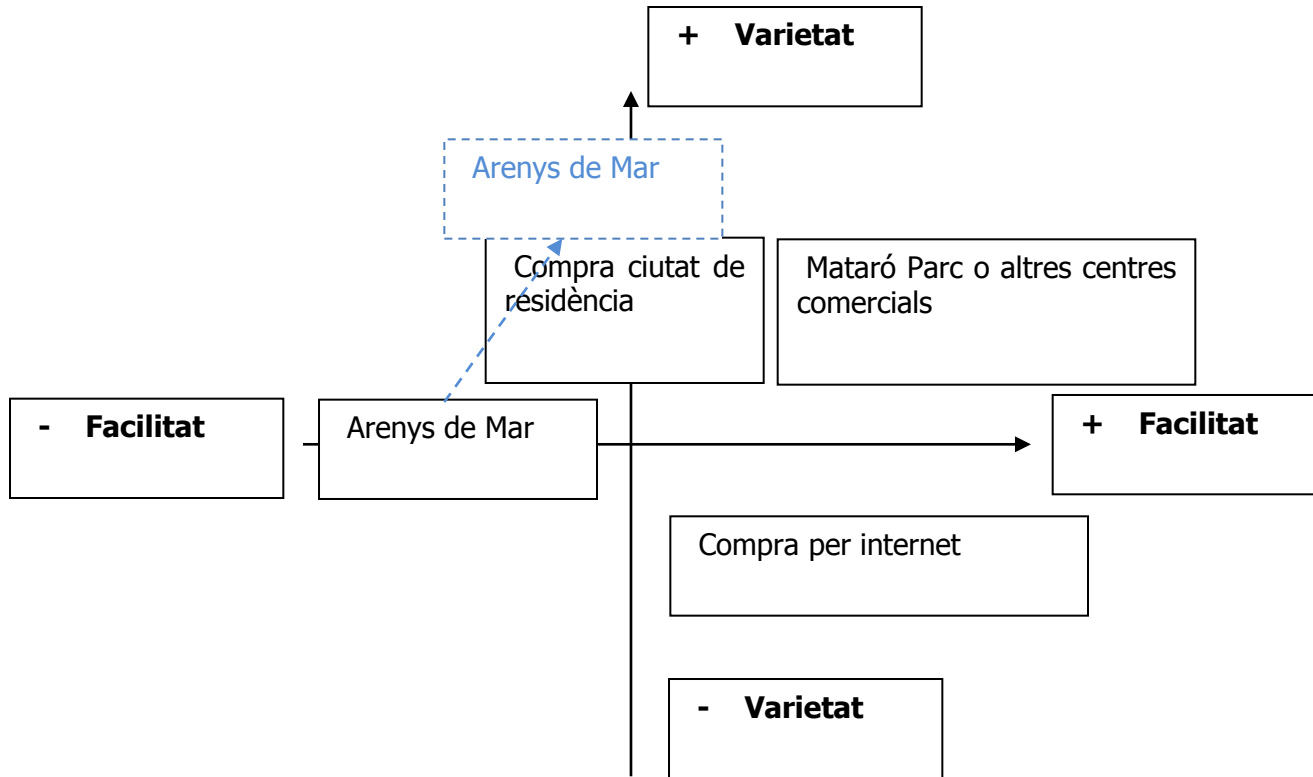 + Varietat
Arenys de Mar
Compra ciutat de
residència
Mataró Parc o altres centres
comercials
- Facilitat
Arenys de Mar
+ Facilitat
Compra per internet
- Varietat